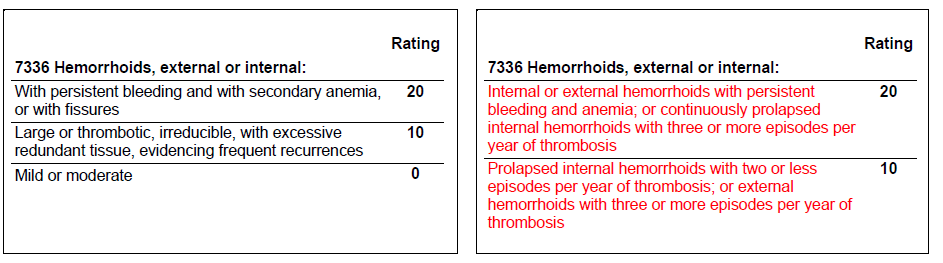 Rating
7336 Hemorrhoids, external or internal:
With persistent bleeding and with secondary anemia, 20
or with fissures
Large or thrombotic, irreducible, with excessive 10
redundant tissue, evidencing frequent recurrences
Mild or moderate 0
Rating
7336 Hemorrhoids, external or internal:
Internal or external hemorrhoids with persistent 20
bleeding and anemia; or continuously prolapsed
internal hemorrhoids with three or more episodes per
year of thrombosis
Prolapsed internal hemorrhoids with two or less 10
episodes per year of thrombosis; or external
hemorrhoids with three or more episodes per year of
thrombosis